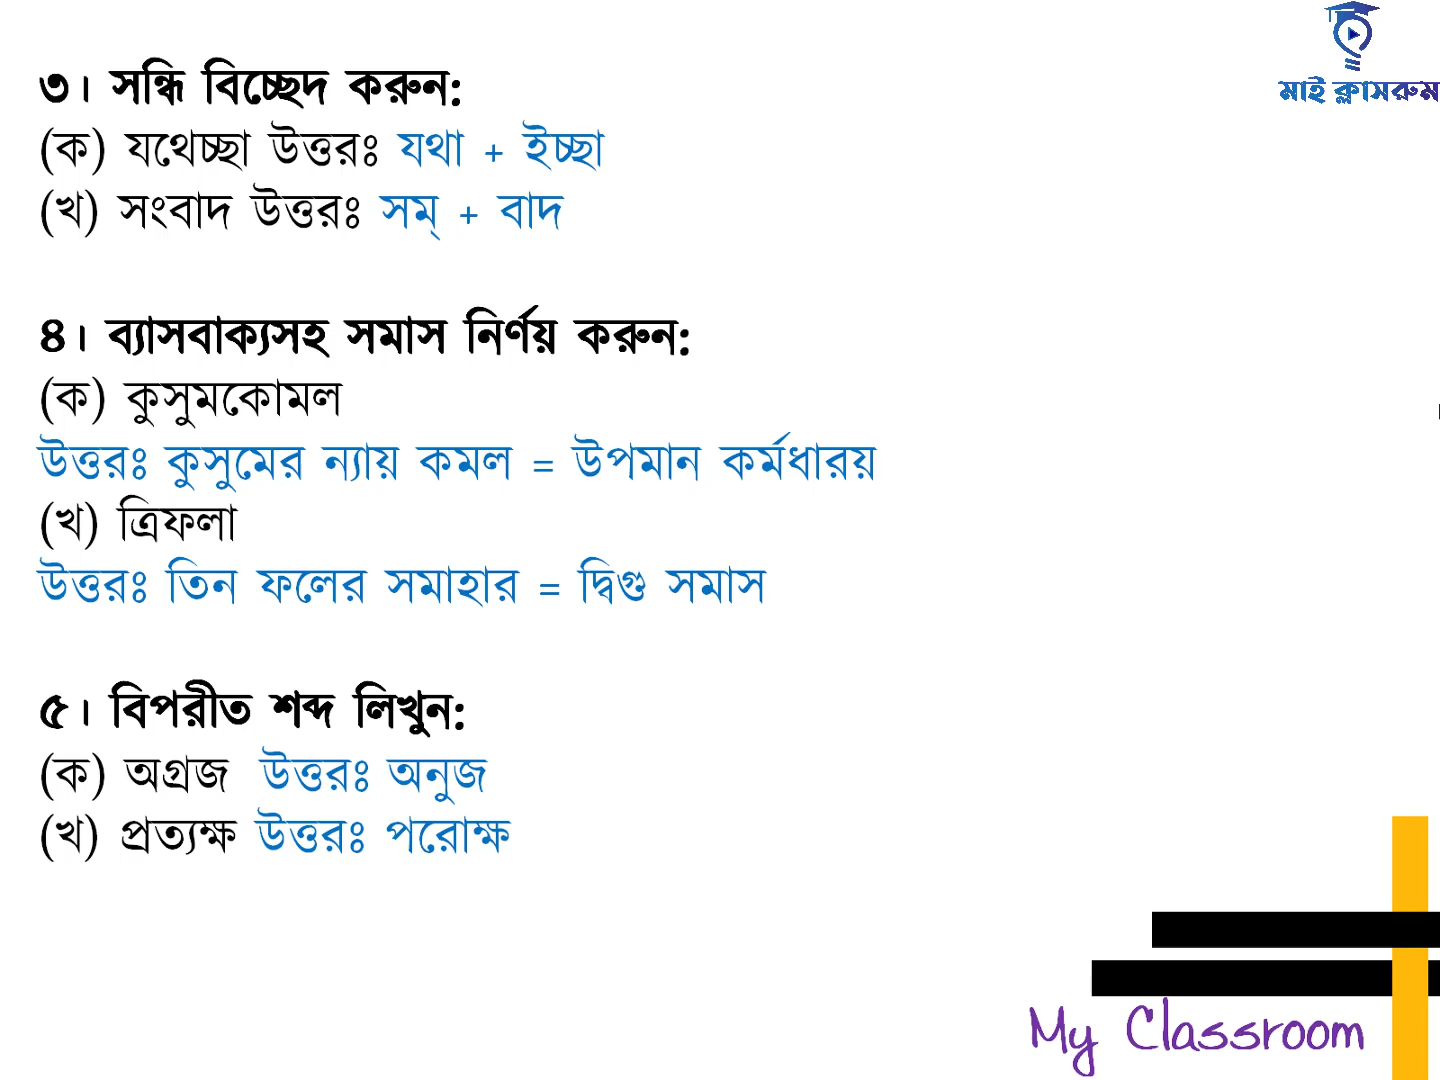 মাই ক্লাসরুম
৩। সন্ধি বিচ্ছেদ করুন:
(ক) যথেচ্ছা উত্তরঃ যথা + ইচ্ছা
(খ) সংবাদ উত্তরঃ সম্ + বাদ
৪। ব্যাসবাক্যসহ সমাস নির্ণয় করুন:
(ক) কুসুমকোমল
উত্তরঃ কুসুমের ন্যায় কমল = উপমান কর্মধারয়
(খ) ত্রিফলা
উত্তরঃ তিন ফলের সমাহার = দ্বিগু সমাস
৫। বিপরীত শব্দ লিখুন:
(ক) অগ্রজ উত্তরঃ অনুজ
(খ) প্রত্যক্ষ উত্তরঃ পরোক্ষ
My Classroom